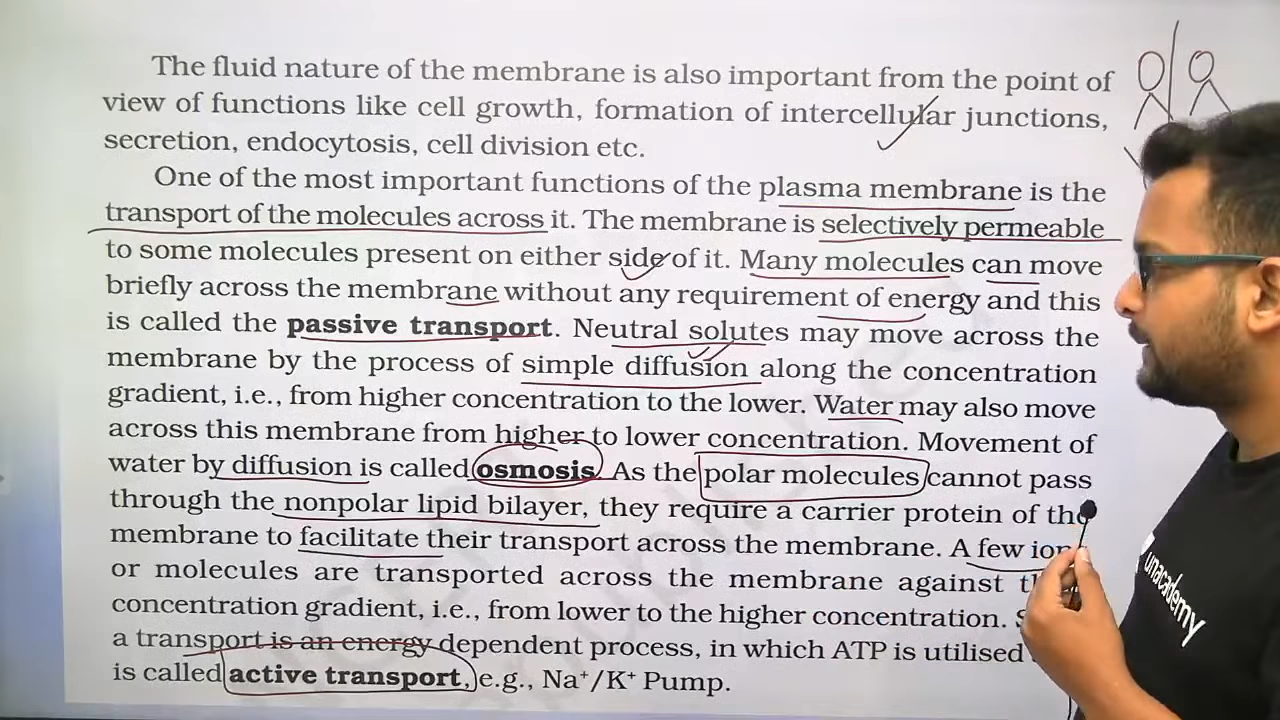 The fluid nature of the membrane is also important from the point of
view of functions like cell growth, formation of intercellular junctions,
secretion, endocytosis, cell division etc.
One of the most important functions of the plasma membrane is the
transport of the molecules across it. The membrane is selectively permeable
to some molecules present on either side of it. Many molecules can move
briefly across the membrane without any requirement of energy and this
is called the passive transport. Neutral solutes may move across the
membrane by the process of simple diffusion along the concentration
gradient, i.e., from higher concentration to the lower. Water may also move
across this membrane from higher to lower concentration. Movement of
water by diffusion is called osmosis. As the polar molecules cannot pass
through the nonpolar lipid bilayer, they require a carrier protein of the
membrane to facilitate their transport across the membrane. A few ions
or molecules are transported across the membrane against
concentration gradient, i.e., from lower to the higher concentration.
a transport is an energy dependent process, in which ATP is utilised
is called active transport, e.g., Na⁺/K⁺ Pump.
unacademy